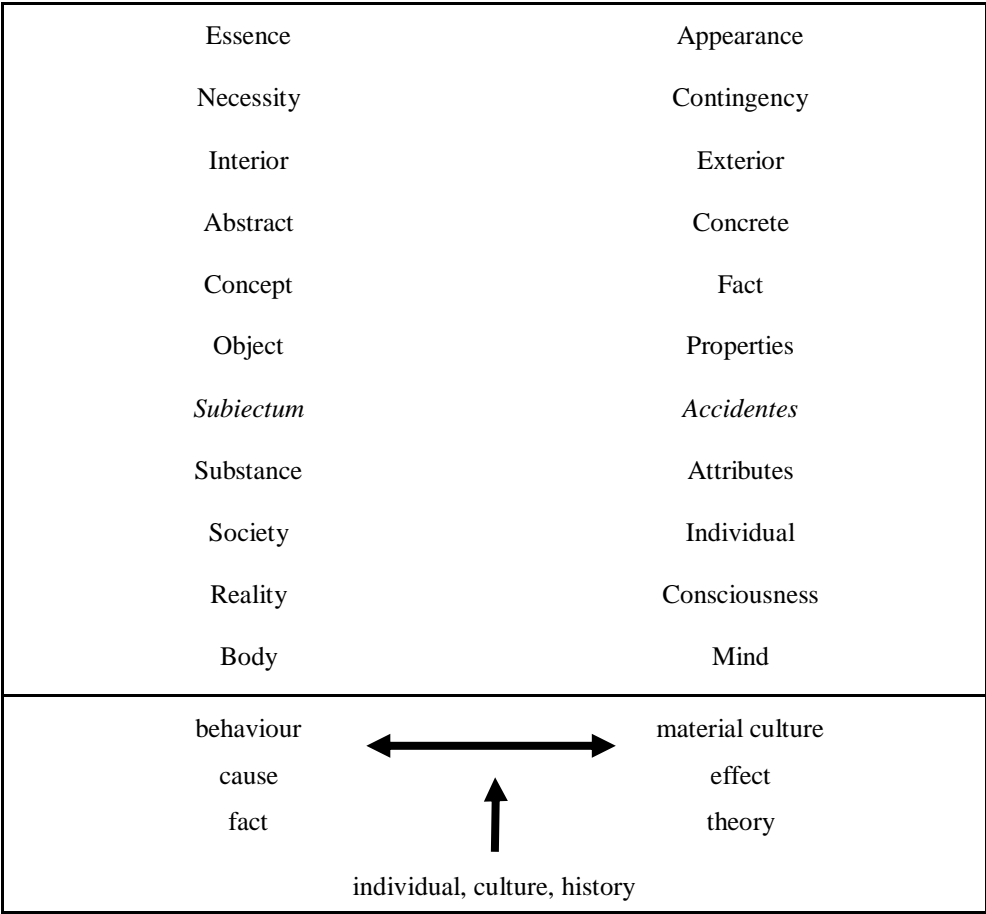 Essence Appearance
Necessity Contingency
Interior Exterior
Abstract Concrete
Concept Fact
Object Properties
Subiectum Accidentes
Substance Attributes
Society Individual
Reality Consciousness
Body Mind
behaviour material culture
cause effect
fact theory
individual, culture, history